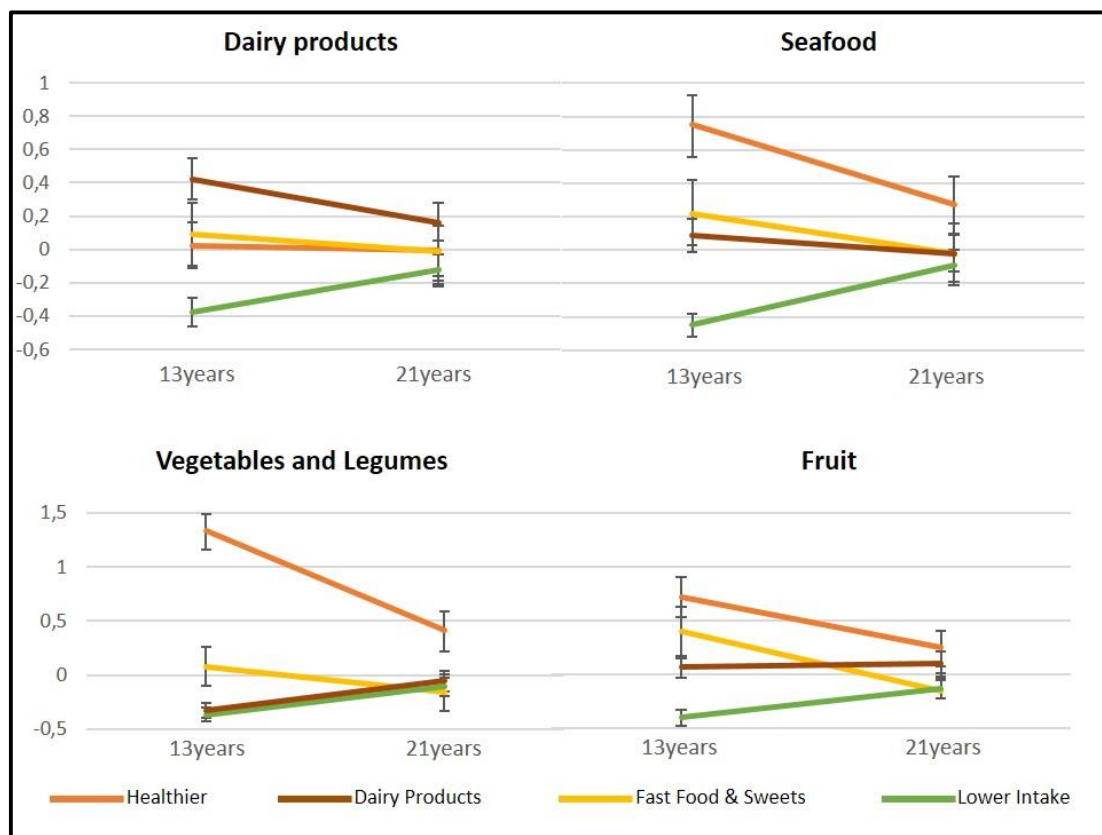 Dairy products
Seafood
1
0,8
0,6
0,4
0,2
0
-0,2
-0,4
-0,6
13years 21years
13years 21years
Vegetables and Legumes
Fruit
1,5
1
0,5
0
-0,5
13years 21years
13years 21years
Healthier Dairy Products Fast Food & Sweets Lower Intake